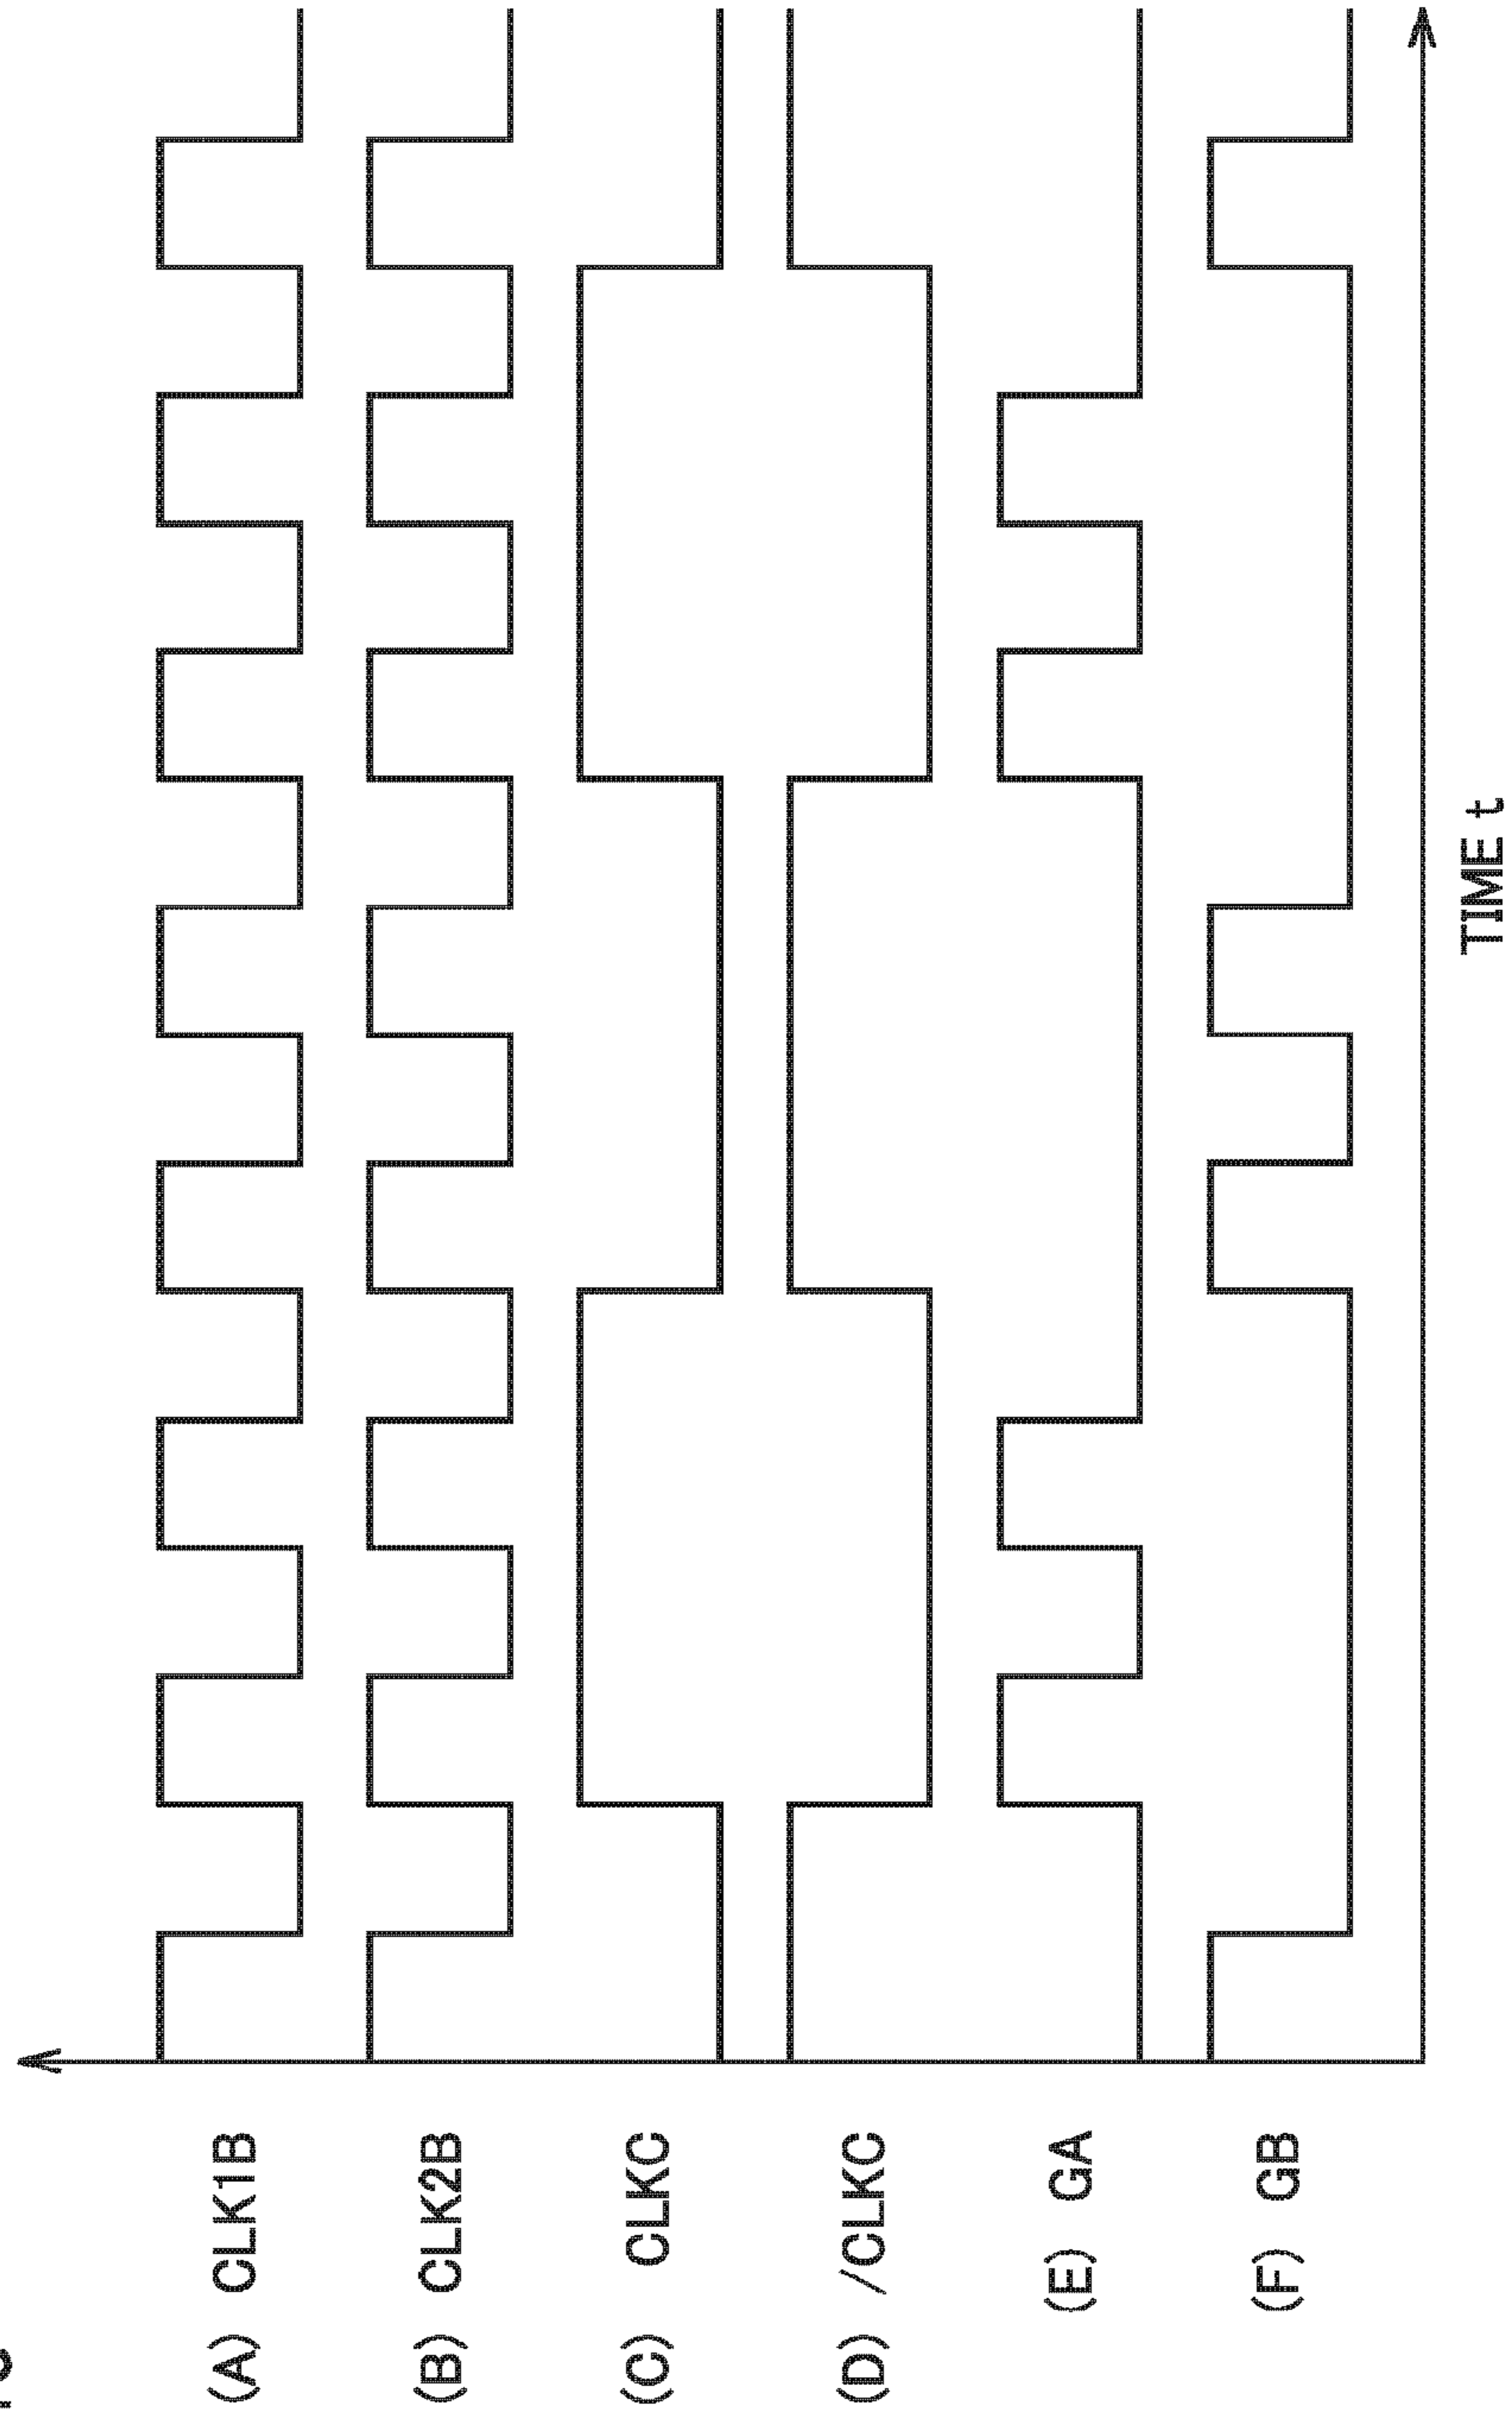 (A) CLK1B
(B) CLK2B
(C) CLKC
(D) /CLKC
(E) GA
(F) GB
TIME t